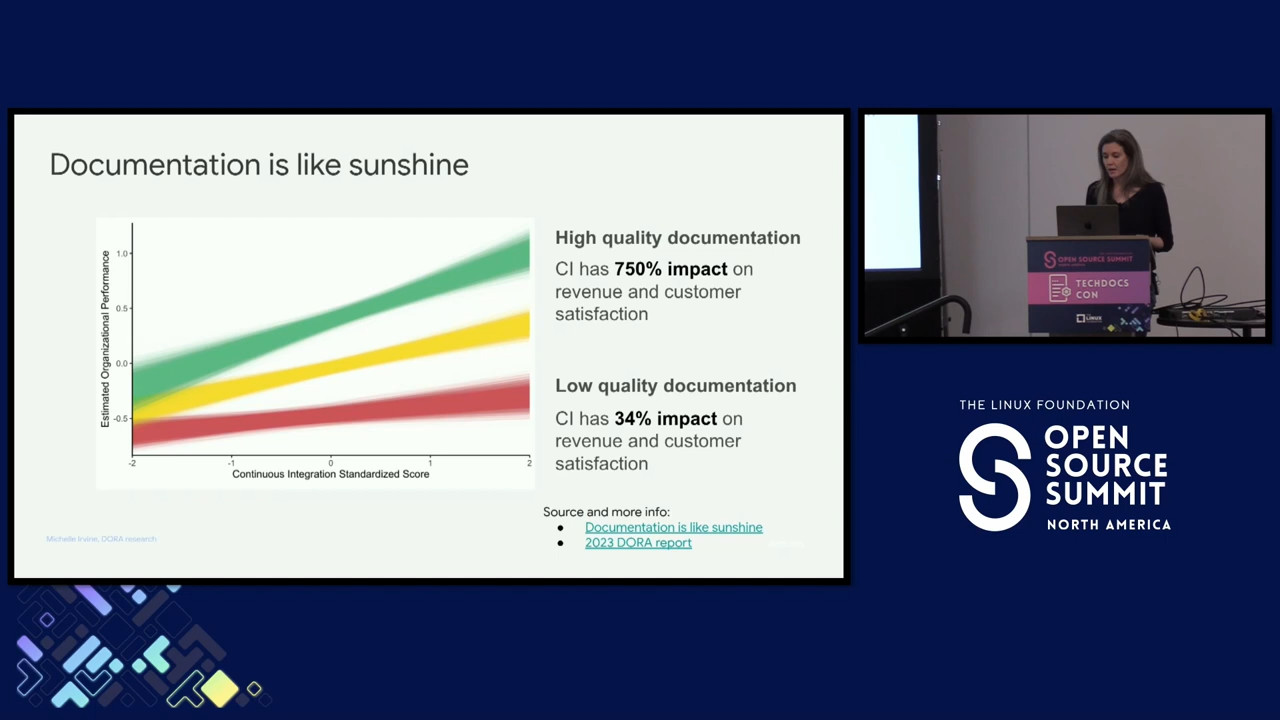 Documentation is like sunshine
Estimated Organizational Performance
1.0
0.5
0.0
-0.5
-2
-1
0
1
2
Continuous Integration Standardized Score
High quality documentation
CI has 750% impact on
revenue and customer
satisfaction
Low quality documentation
CI has 34% impact on
revenue and customer
satisfaction
Source and more info:
● Documentation is like sunshine
● 2023 DORA report
Michelle Irvine, DORA research
OPEN SOURCE SUMMIT
TECHDOCS
CON
LINUX
THE LINUX FOUNDATION
OPEN
SOURCE
SUMMIT
NORTH AMERICA